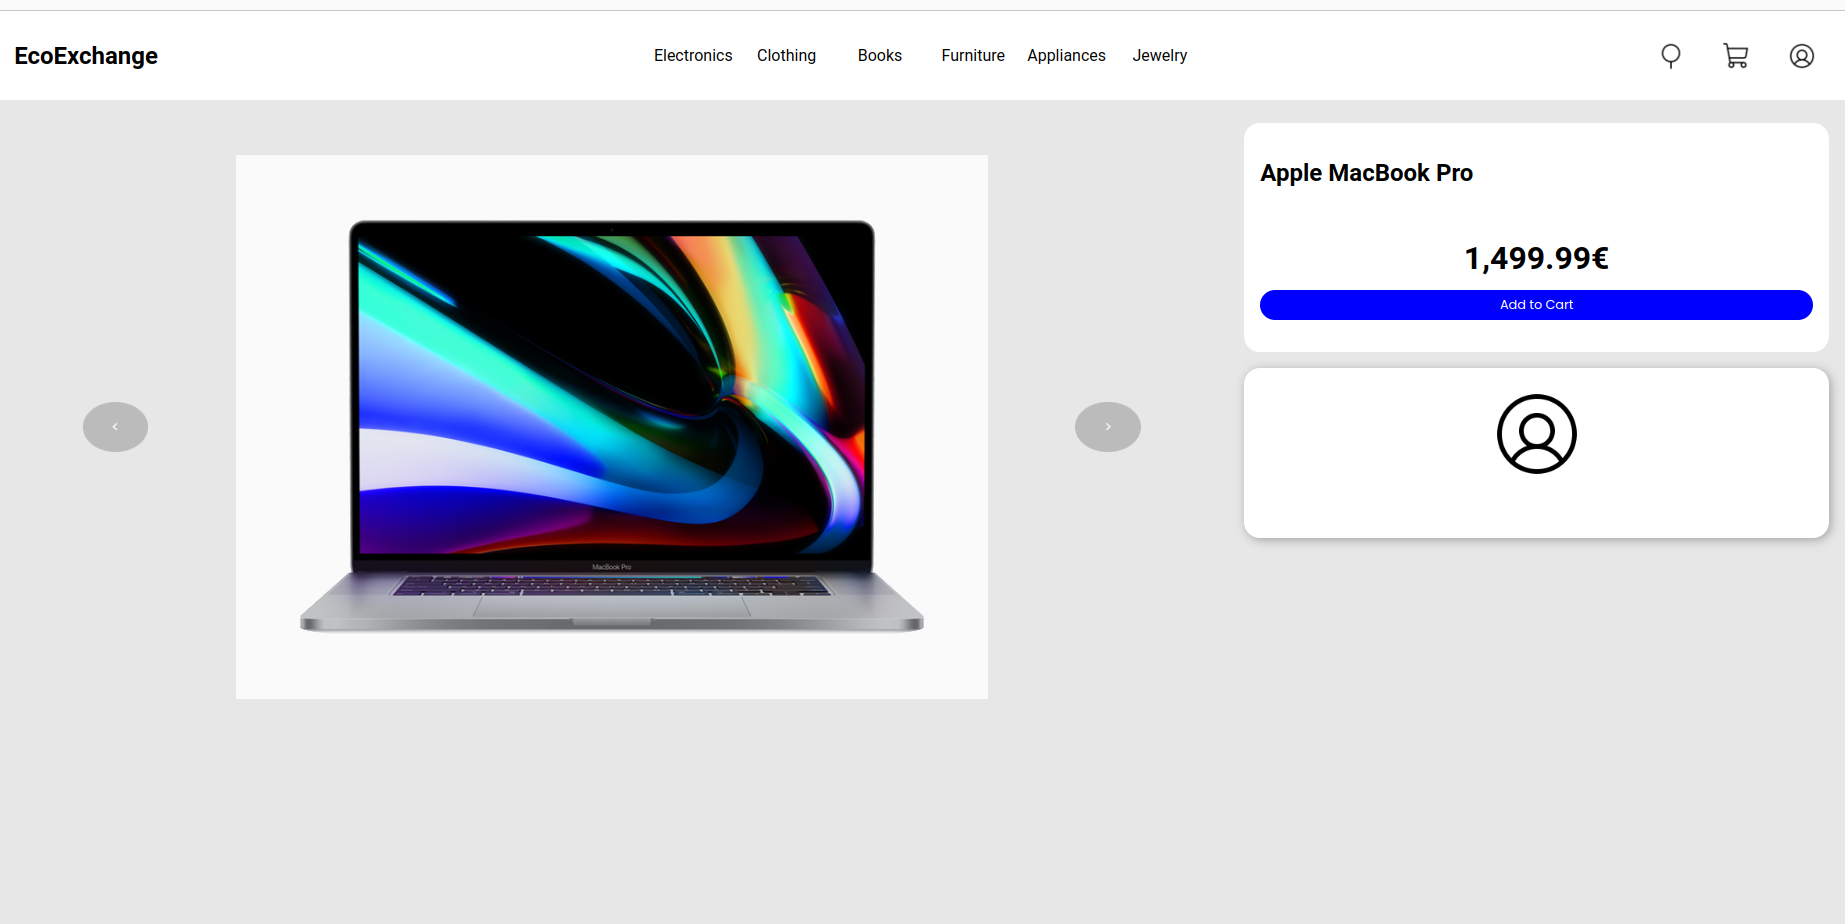 EcoExchange
Electronics Clothing Books Furniture Appliances Jewelry
Apple MacBook Pro
1,499.99€
Add to Cart
<
>
MacBook Pro